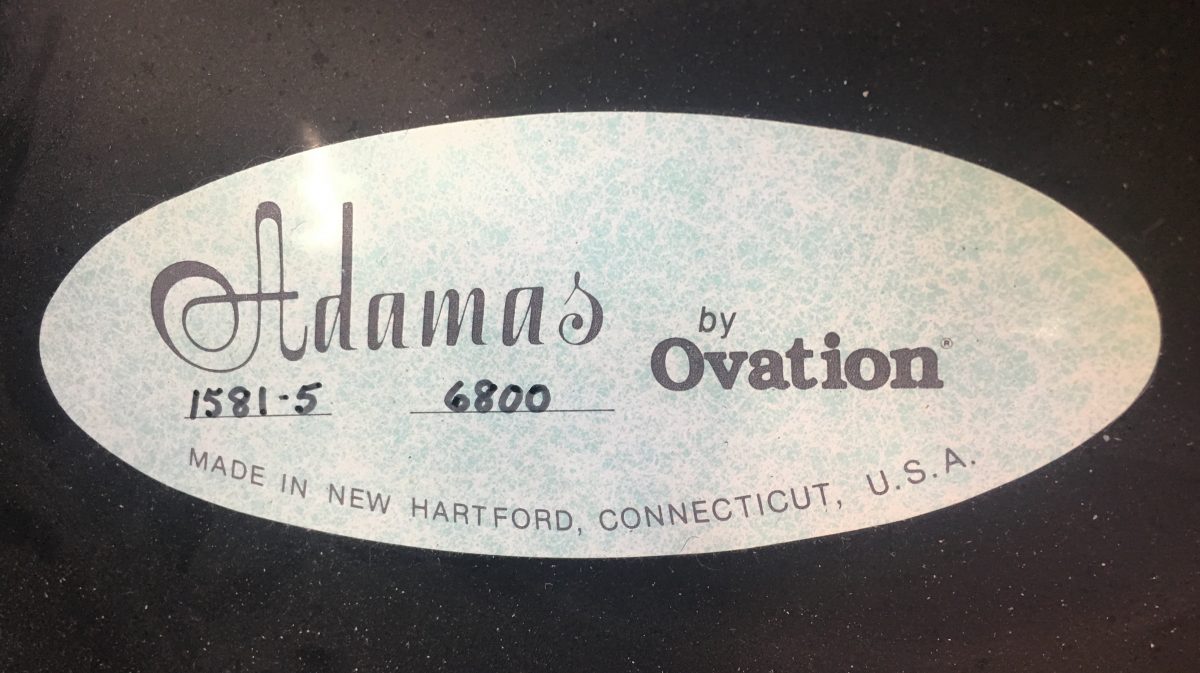 Adamas
by
Ovation®
1581-5 6800
MADE IN NEW HARTFORD, CONNECTICUT, U.S.A.